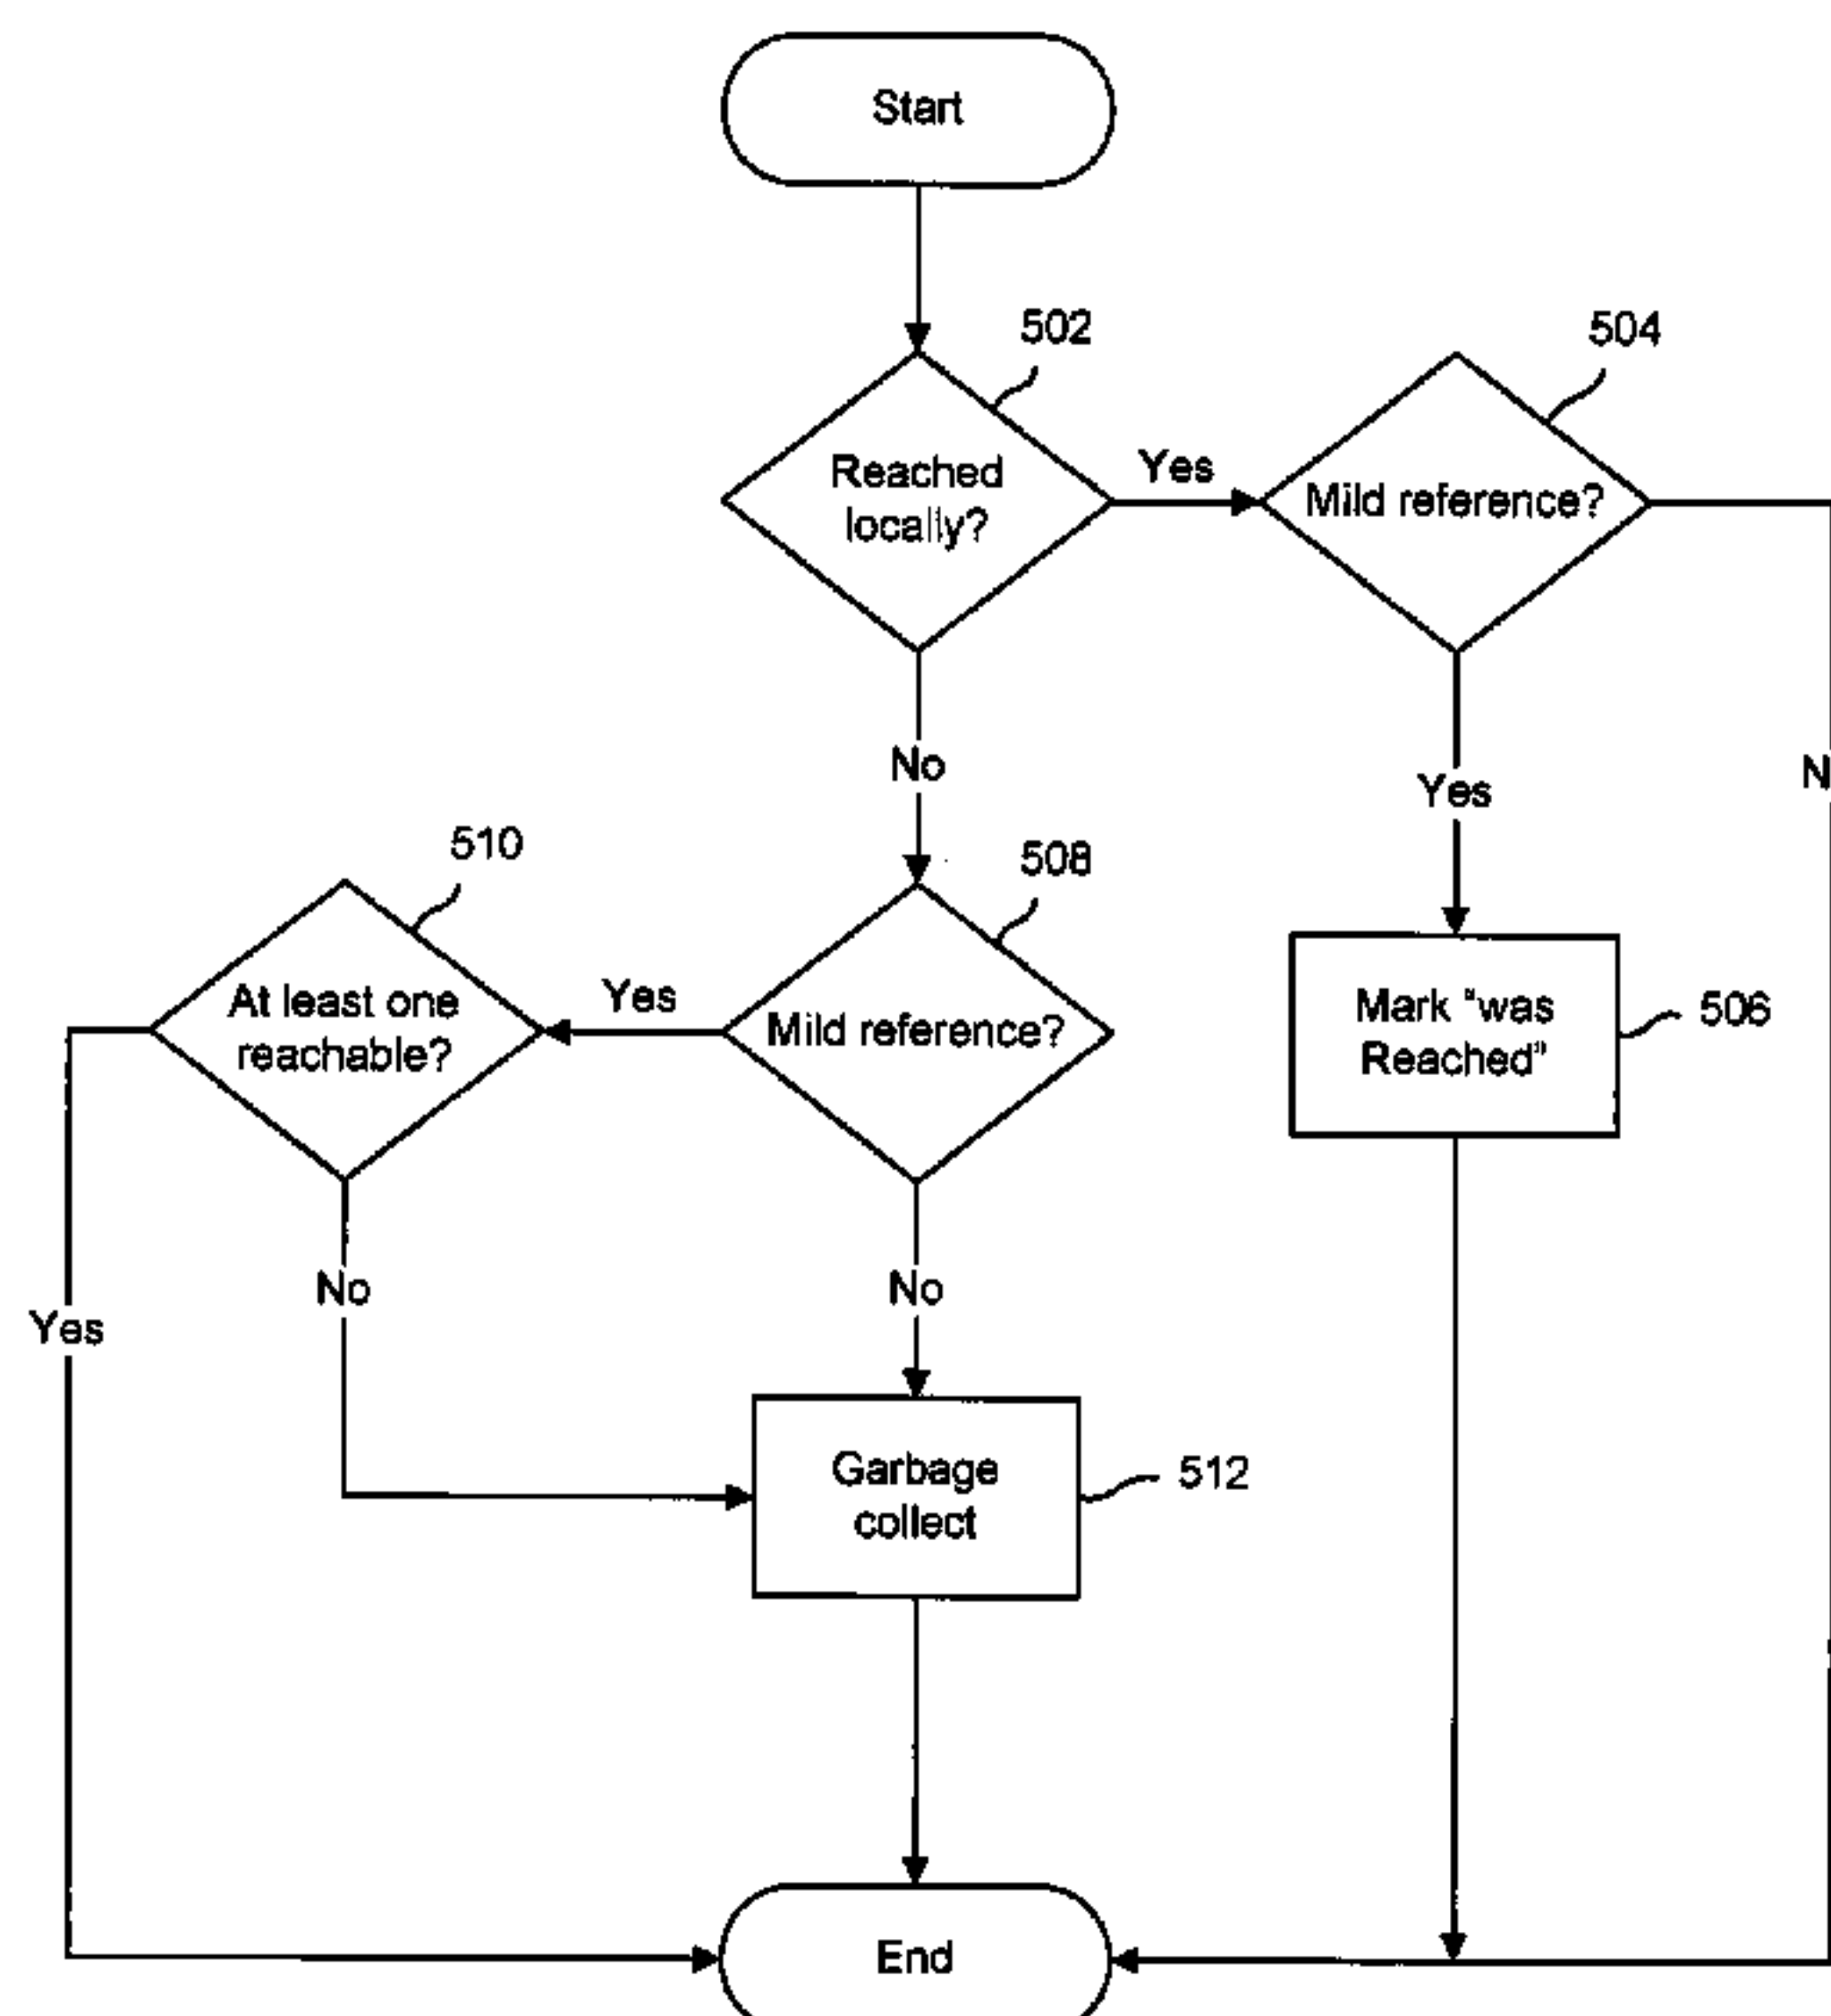 Start
502
504
Reached
locally?
Yes
Mild reference?
No
Yes
N
510
508
At least one
reachable?
Yes
Mild reference?
Mark "was
Reached"
506
No
No
Yes
Garbage
collect
512
End